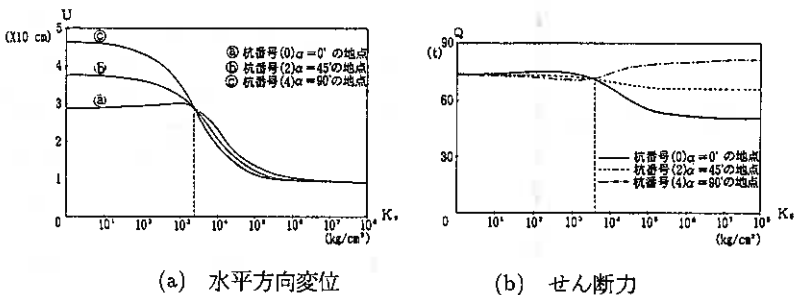 U
(X10 cm)
5
4
3
2
1
0
ⓒ
ⓑ
ⓐ
ⓐ 杭番号(0)α=0°の地点
ⓑ 杭番号(2)α=45°の地点
ⓒ 杭番号(4)α=90°の地点
10¹ 10² 10³ 10⁴ 10⁵ 10⁶ 10⁷ 10⁸
(kg/cm²)
(a) 水平方向変位
Q
(t)
90
60
30
0
杭番号(0)α=0°の地点
杭番号(2)α=45°の地点
杭番号(4)α=90°の地点
10¹ 10² 10³ 10⁴ 10⁵ 10⁶ 10⁷ 10⁸
(kg/cm²)
(b) せん断力